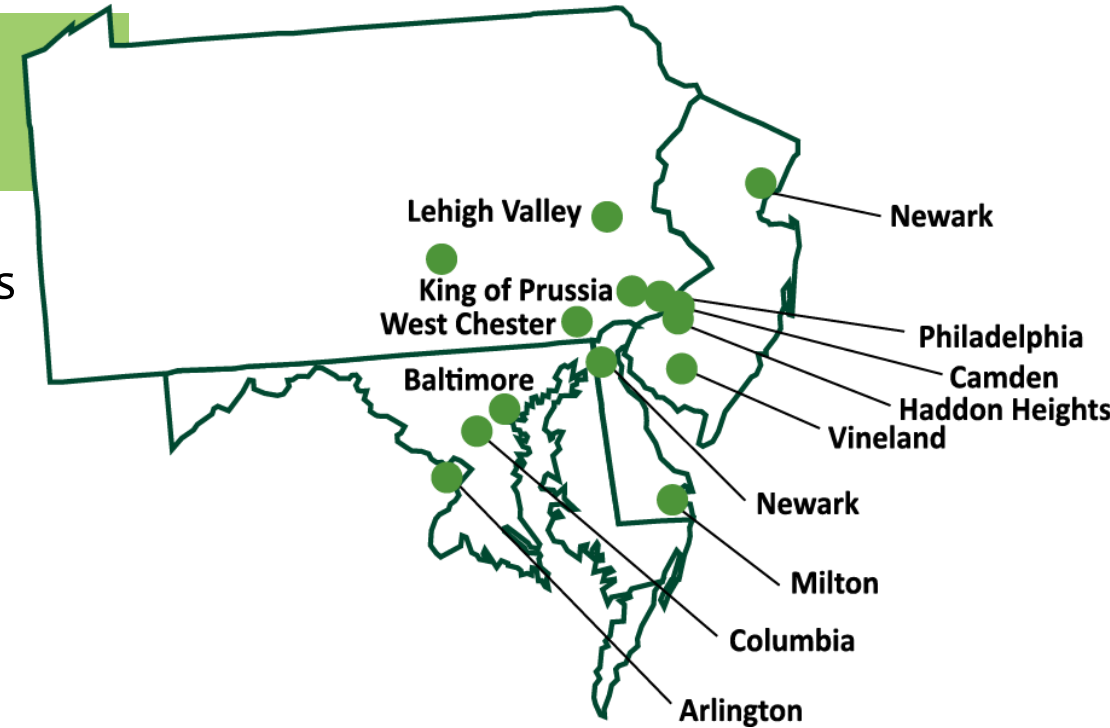 Lehigh Valley
Newark
s
King of Prussia
West Chester
Philadelphia
Baltimore
Camden
Haddon Heights
Vineland
Newark
Milton
Columbia
Arlington